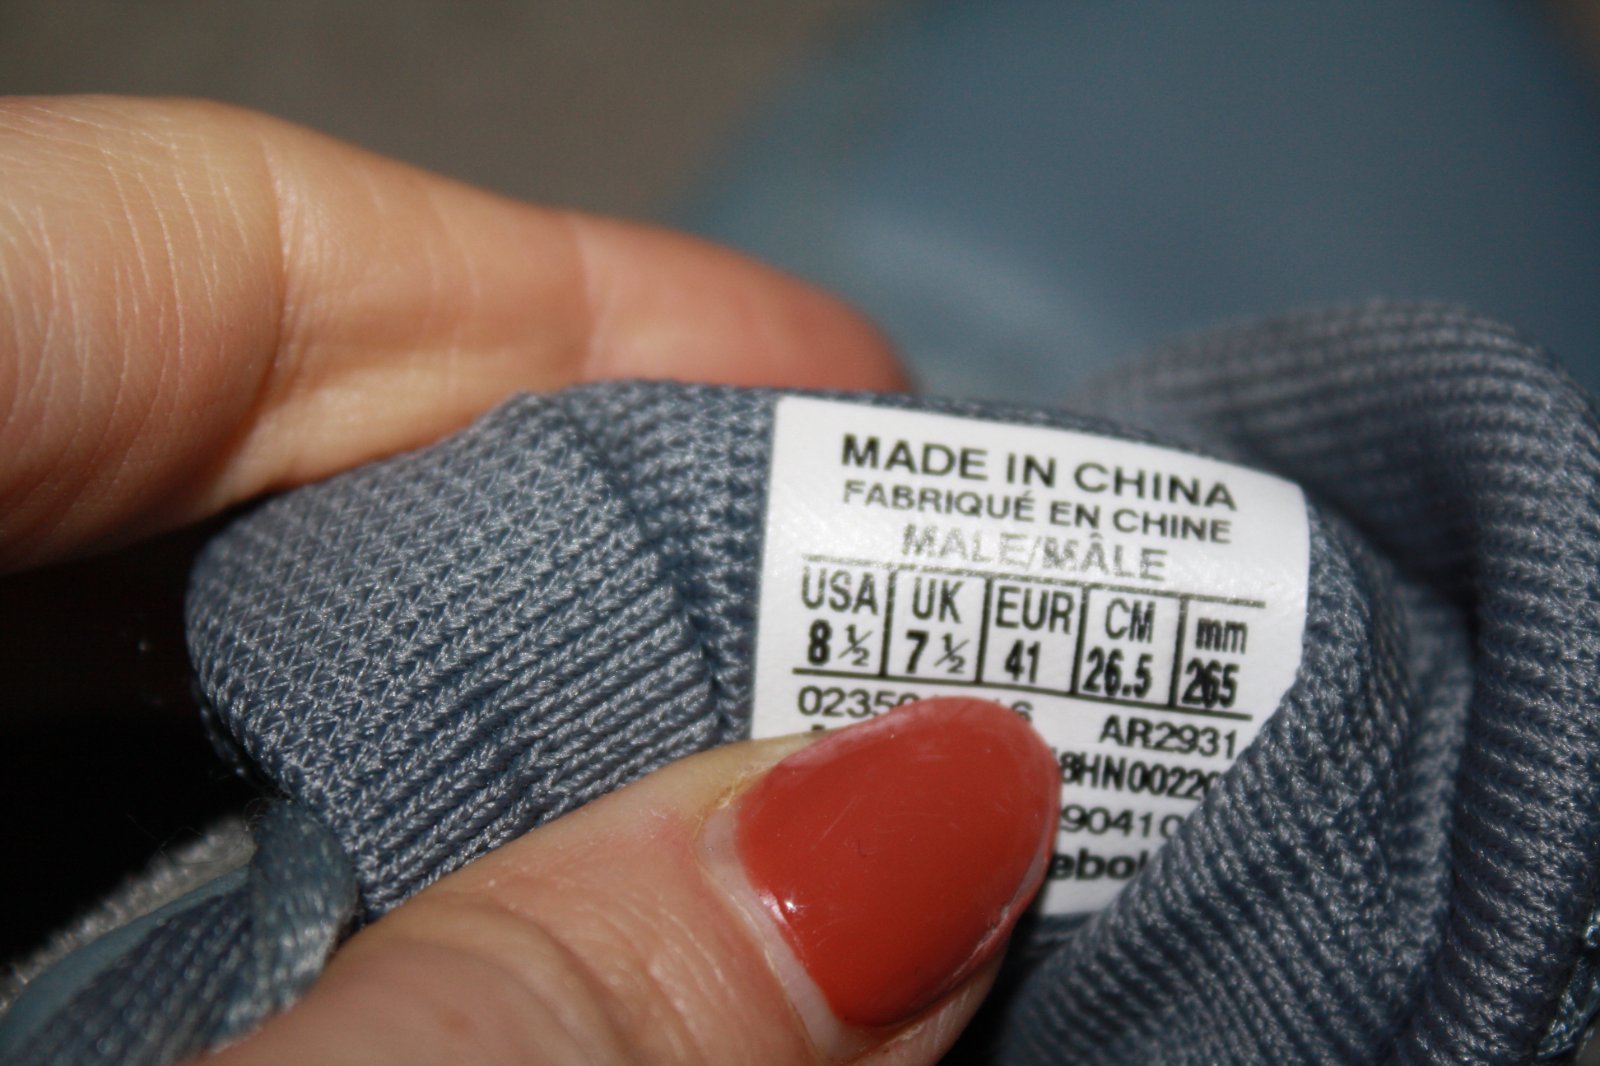 MADE IN CHINA
FABRIQUÉ EN CHINE
MALE/MÂLE
USA UK EUR CM mm
8 ½ 7 ½ 41 26.5 265
AR2931